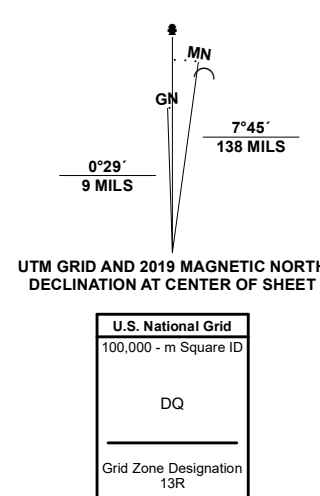 MN
GN
7°45´
138 MILS
0°29´
9 MILS
UTM GRID AND 2019 MAGNETIC NORTH
DECLINATION AT CENTER OF SHEET
U.S. National Grid
100,000 - m Square ID
DQ
Grid Zone Designation
13R